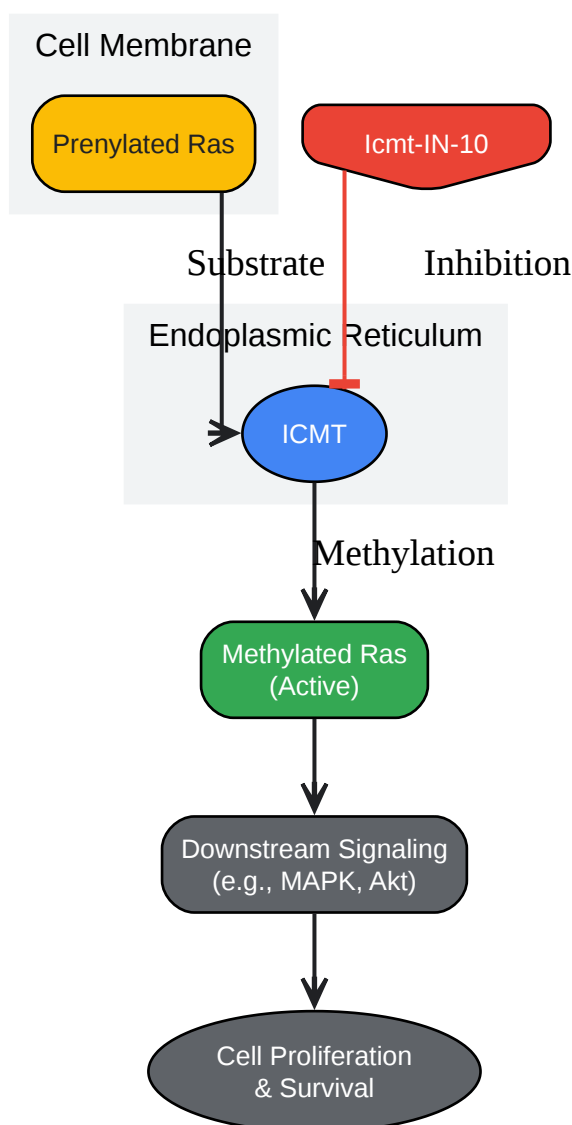 Cell Membrane
Prenylated Ras
Icmt-IN-10
Substrate
Inhibition
Endoplasmic Reticulum
ICMT
Methylation
Methylated Ras
(Active)
Downstream Signaling
(e.g., MAPK, Akt)
Cell Proliferation
& Survival